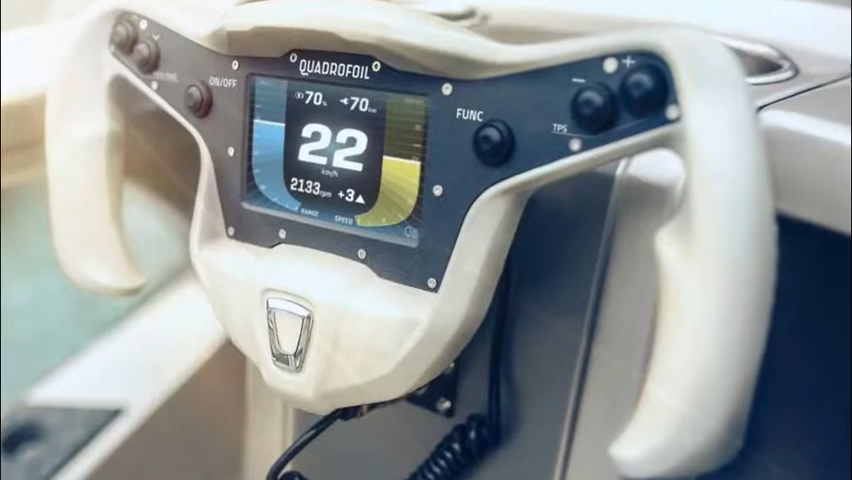 QUADROFOIL
ON/OFF
70% 70km
22
km/h
2133rpm +3▲
RANGE SPEED
FUNC
TPS
− +